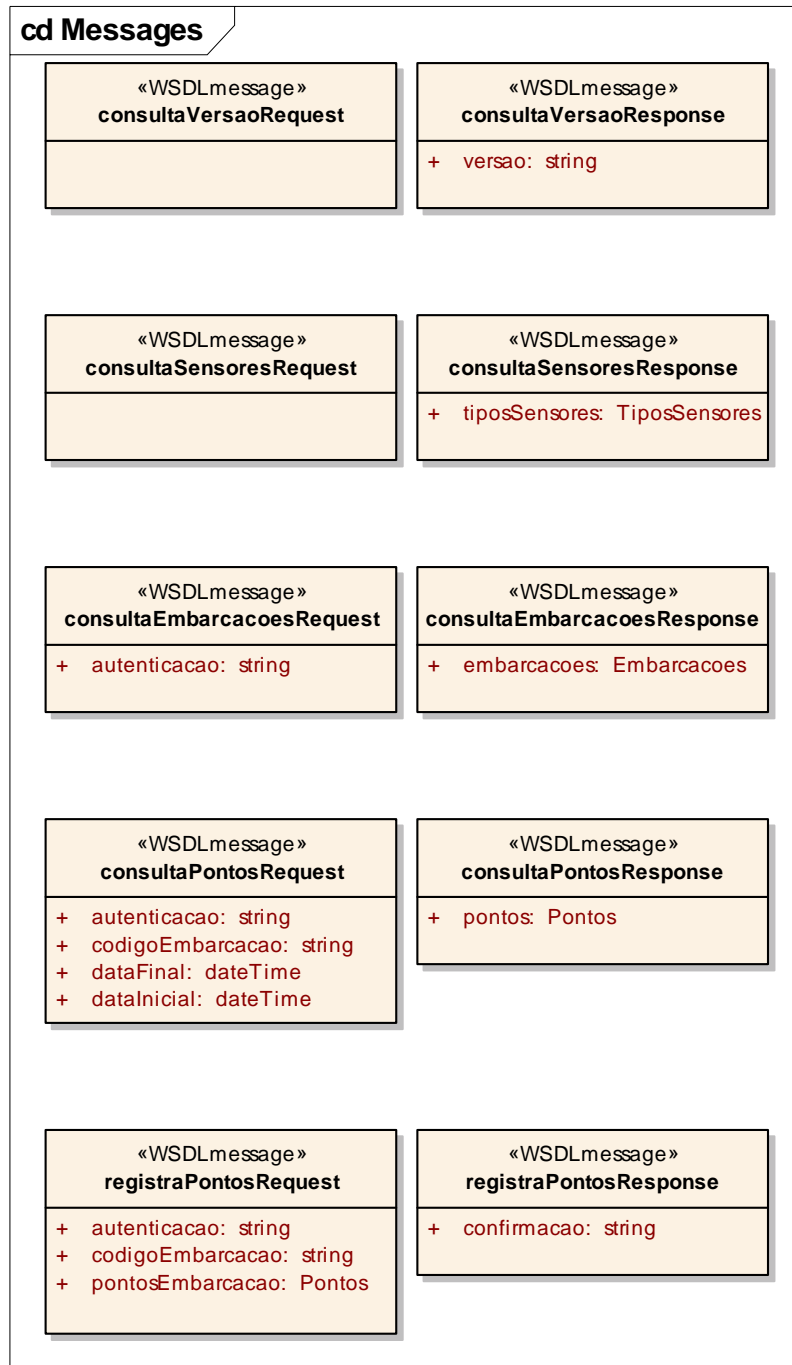 cd Messages
«WSDLmessage»
consultaVersaoRequest
«WSDLmessage»
consultaVersaoResponse
+ versao: string
«WSDLmessage»
consultaSensoresRequest
«WSDLmessage»
consultaSensoresResponse
+ tiposSensores: TiposSensores
«WSDLmessage»
consultaEmbarcacoesRequest
+ autenticacao: string
«WSDLmessage»
consultaEmbarcacoesResponse
+ embarcacoes: Embarcacoes
«WSDLmessage»
consultaPontosRequest
+ autenticacao: string
+ codigoEmbarcacao: string
+ dataFinal: dateTime
+ dataInicial: dateTime
«WSDLmessage»
consultaPontosResponse
+ pontos: Pontos
«WSDLmessage»
registraPontosRequest
+ autenticacao: string
+ codigoEmbarcacao: string
+ pontosEmbarcacao: Pontos
«WSDLmessage»
registraPontosResponse
+ confirmacao: string